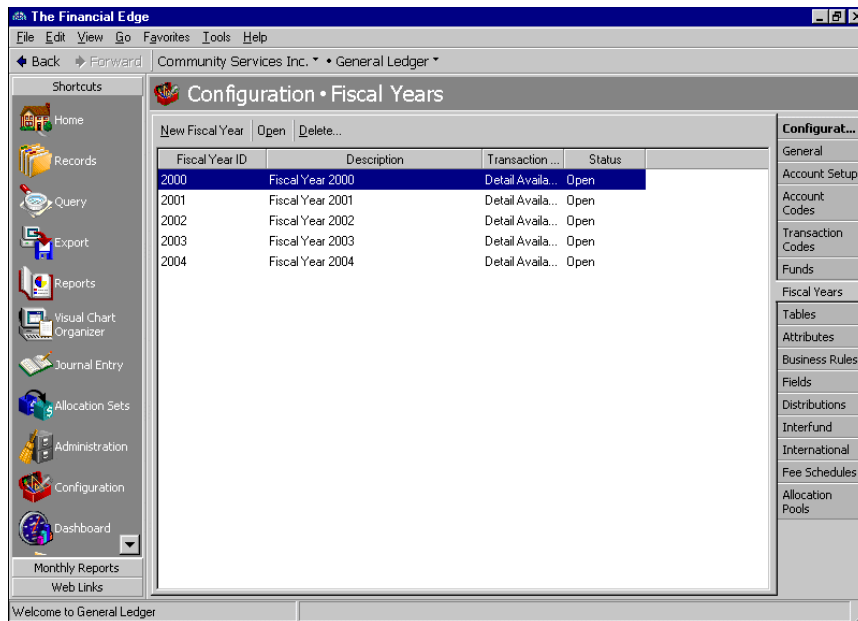 The Financial Edge
File Edit View Go Favorites Tools Help
Back Forward Community Services Inc. • General Ledger
Shortcuts
Home
Records
Query
Export
Reports
Visual Chart
Organizer
Journal Entry
Allocation Sets
Administration
Configuration
Dashboard
Monthly Reports
Web Links
Configuration • Fiscal Years
New Fiscal Year Open Delete...
Fiscal Year ID Description Transaction ... Status
2000 Fiscal Year 2000 Detail Availa... Open
2001 Fiscal Year 2001 Detail Availa... Open
2002 Fiscal Year 2002 Detail Availa... Open
2003 Fiscal Year 2003 Detail Availa... Open
2004 Fiscal Year 2004 Detail Availa... Open
Configurat...
General
Account Setup
Account
Codes
Transaction
Codes
Funds
Fiscal Years
Tables
Attributes
Business Rules
Fields
Distributions
Interfund
International
Fee Schedules
Allocation
Pools
Welcome to General Ledger